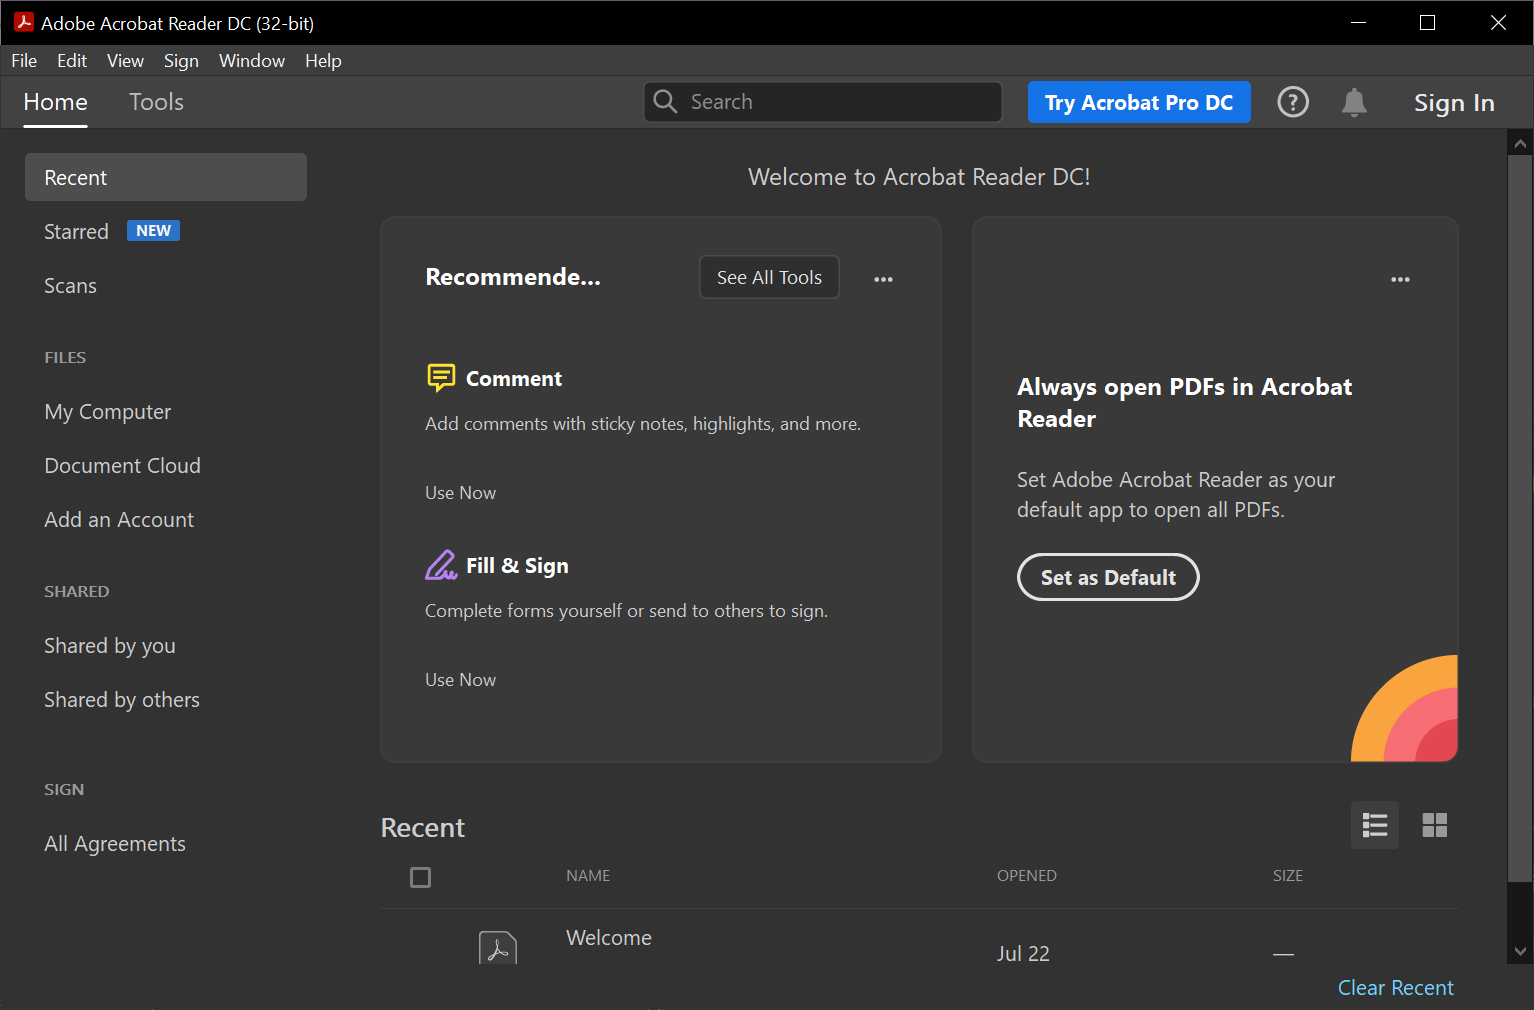 Adobe Acrobat Reader DC (32-bit)
File Edit View Sign Window Help
Home Tools Search Try Acrobat Pro DC Sign In
Recent
Starred NEW
Scans
FILES
My Computer
Document Cloud
Add an Account
SHARED
Shared by you
Shared by others
SIGN
All Agreements
Welcome to Acrobat Reader DC!
Recommende... See All Tools
Comment
Add comments with sticky notes, highlights, and more.
Use Now
Fill & Sign
Complete forms yourself or send to others to sign.
Use Now
Always open PDFs in Acrobat
Reader
Set Adobe Acrobat Reader as your
default app to open all PDFs.
Set as Default
Recent
NAME OPENED SIZE
Welcome Jul 22 —
Clear Recent